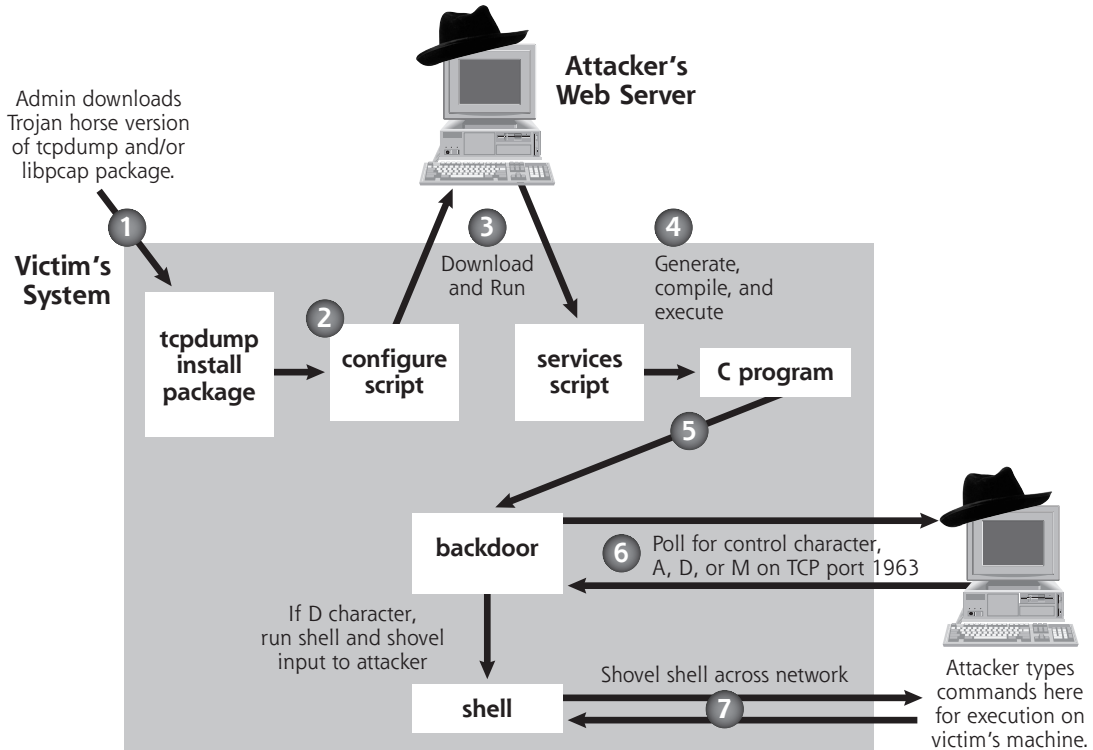 Attacker's
Web Server
Admin downloads
Trojan horse version
of tcpdump and/or
libpcap package.
1
Victim's
System
tcpdump
install
package
2
configure
script
3
Download
and Run
services
script
4
Generate,
compile, and
execute
C program
5
backdoor
6
Poll for control character,
A, D, or M on TCP port 1963
If D character,
run shell and shovel
input to attacker
shell
Shovel shell across network
7
Attacker types
commands here
for execution on
victim's machine.